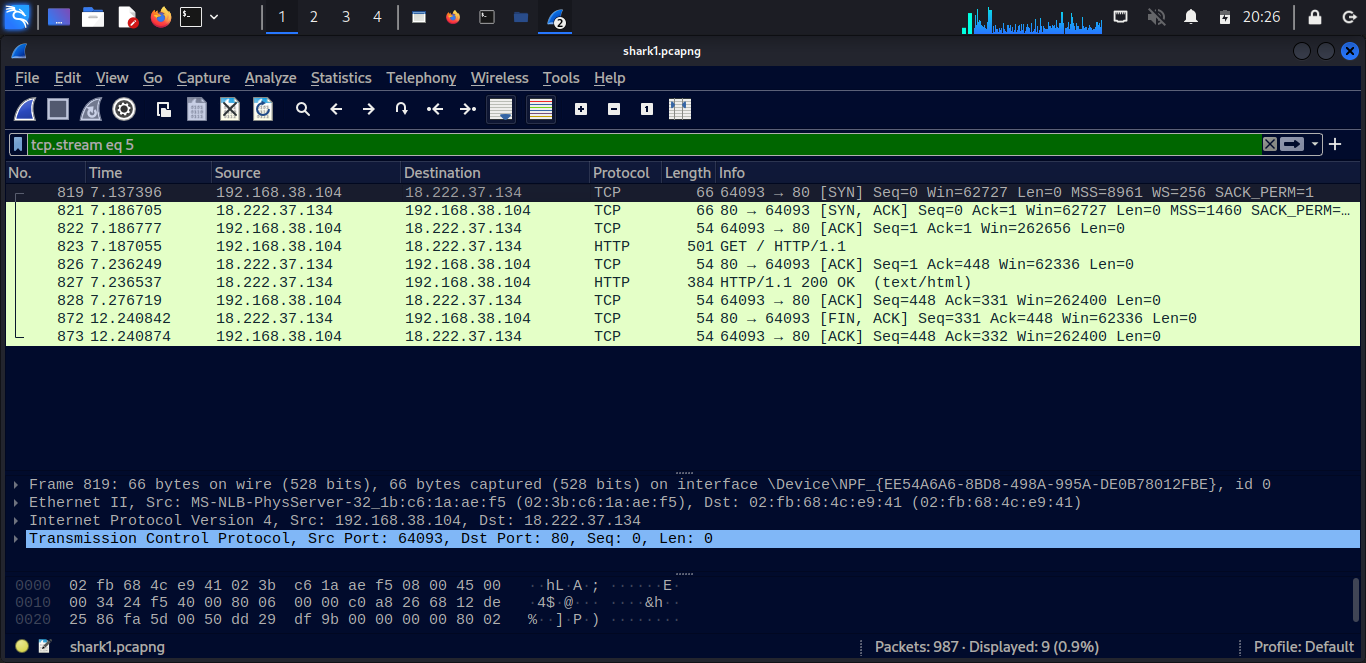 1 2 3 4 2 20:26
shark1.pcapng
File Edit View Go Capture Analyze Statistics Telephony Wireless Tools Help
tcp.stream eq 5
No. Time Source Destination Protocol Length Info
819 7.137396 192.168.38.104 18.222.37.134 TCP 66 64093 → 80 [SYN] Seq=0 Win=62727 Len=0 MSS=8961 WS=256 SACK_PERM=1
821 7.186705 18.222.37.134 192.168.38.104 TCP 66 80 → 64093 [SYN, ACK] Seq=0 Ack=1 Win=62727 Len=0 MSS=1460 SACK_PERM=…
822 7.186777 192.168.38.104 18.222.37.134 TCP 54 64093 → 80 [ACK] Seq=1 Ack=1 Win=262656 Len=0
823 7.187055 192.168.38.104 18.222.37.134 HTTP 501 GET / HTTP/1.1
826 7.236249 18.222.37.134 192.168.38.104 TCP 54 80 → 64093 [ACK] Seq=1 Ack=448 Win=62336 Len=0
827 7.236537 18.222.37.134 192.168.38.104 HTTP 384 HTTP/1.1 200 OK (text/html)
828 7.276719 192.168.38.104 18.222.37.134 TCP 54 64093 → 80 [ACK] Seq=448 Ack=331 Win=262400 Len=0
872 12.240842 18.222.37.134 192.168.38.104 TCP 54 80 → 64093 [FIN, ACK] Seq=331 Ack=448 Win=62336 Len=0
873 12.240874 192.168.38.104 18.222.37.134 TCP 54 64093 → 80 [ACK] Seq=448 Ack=332 Win=262400 Len=0
Frame 819: 66 bytes on wire (528 bits), 66 bytes captured (528 bits) on interface \Device\NPF_{EE54A6A6-8BD8-498A-995A-DE0B78012FBE}, id 0
Ethernet II, Src: MS-NLB-PhysServer-32_1b:c6:1a:ae:f5 (02:3b:c6:1a:ae:f5), Dst: 02:fb:68:4c:e9:41 (02:fb:68:4c:e9:41)
Internet Protocol Version 4, Src: 192.168.38.104, Dst: 18.222.37.134
Transmission Control Protocol, Src Port: 64093, Dst Port: 80, Seq: 0, Len: 0
0000 02 fb 68 4c e9 41 02 3b c6 1a ae f5 08 00 45 00 ··hL·A·; ······E·
0010 00 34 24 f5 40 00 80 06 00 00 c0 a8 26 68 12 de ·4$·@··· ····&h··
0020 25 86 fa 5d 00 50 dd 29 df 9b 00 00 00 00 80 02 %··]·P·) ········
shark1.pcapng Packets: 987 · Displayed: 9 (0.9%) Profile: Default